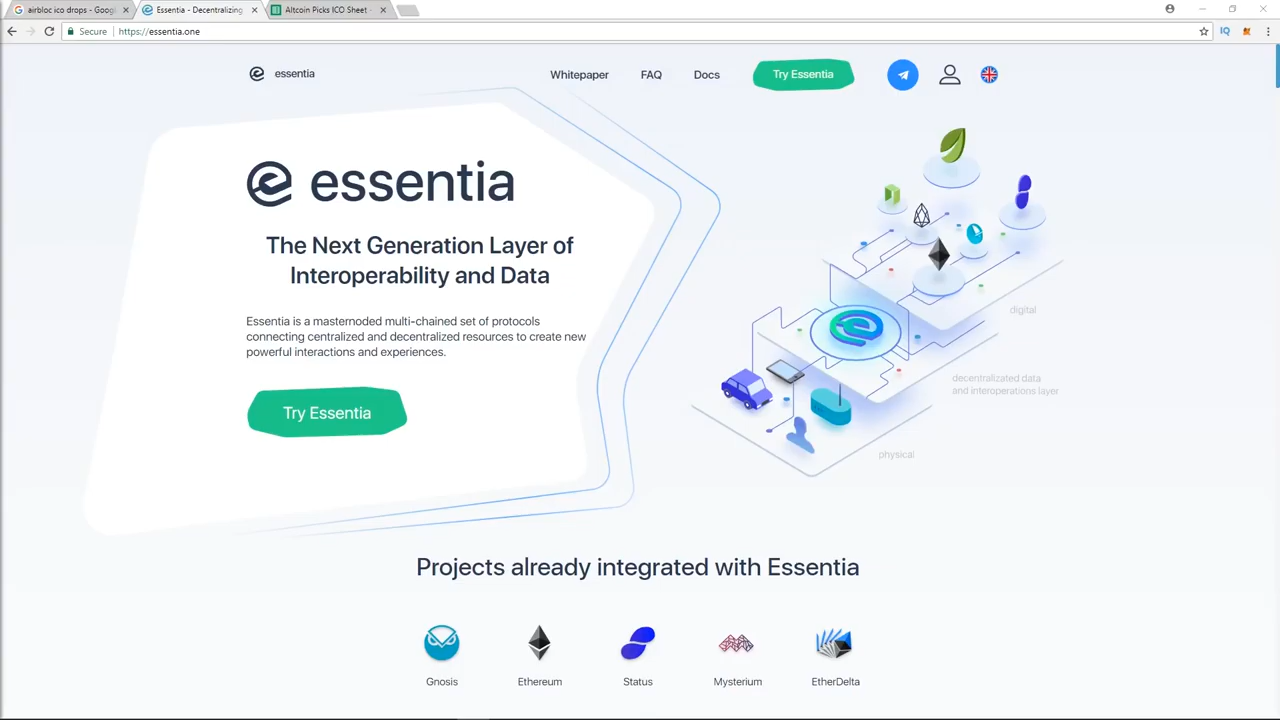 airbloc ico drops - Goog
Essentia - Decentralizing
Altcoin Picks ICO Sheet -
Secure
https://essentia.one
IQ
essentia
Whitepaper
FAQ
Docs
Try Essentia
essentia
The Next Generation Layer of
Interoperability and Data
Essentia is a masternoded multi-chained set of protocols
connecting centralized and decentralized resources to create new
powerful interactions and experiences.
Try Essentia
digital
decentralizated data
and interoperations layer
physical
Projects already integrated with Essentia
Gnosis
Ethereum
Status
Mysterium
EtherDelta